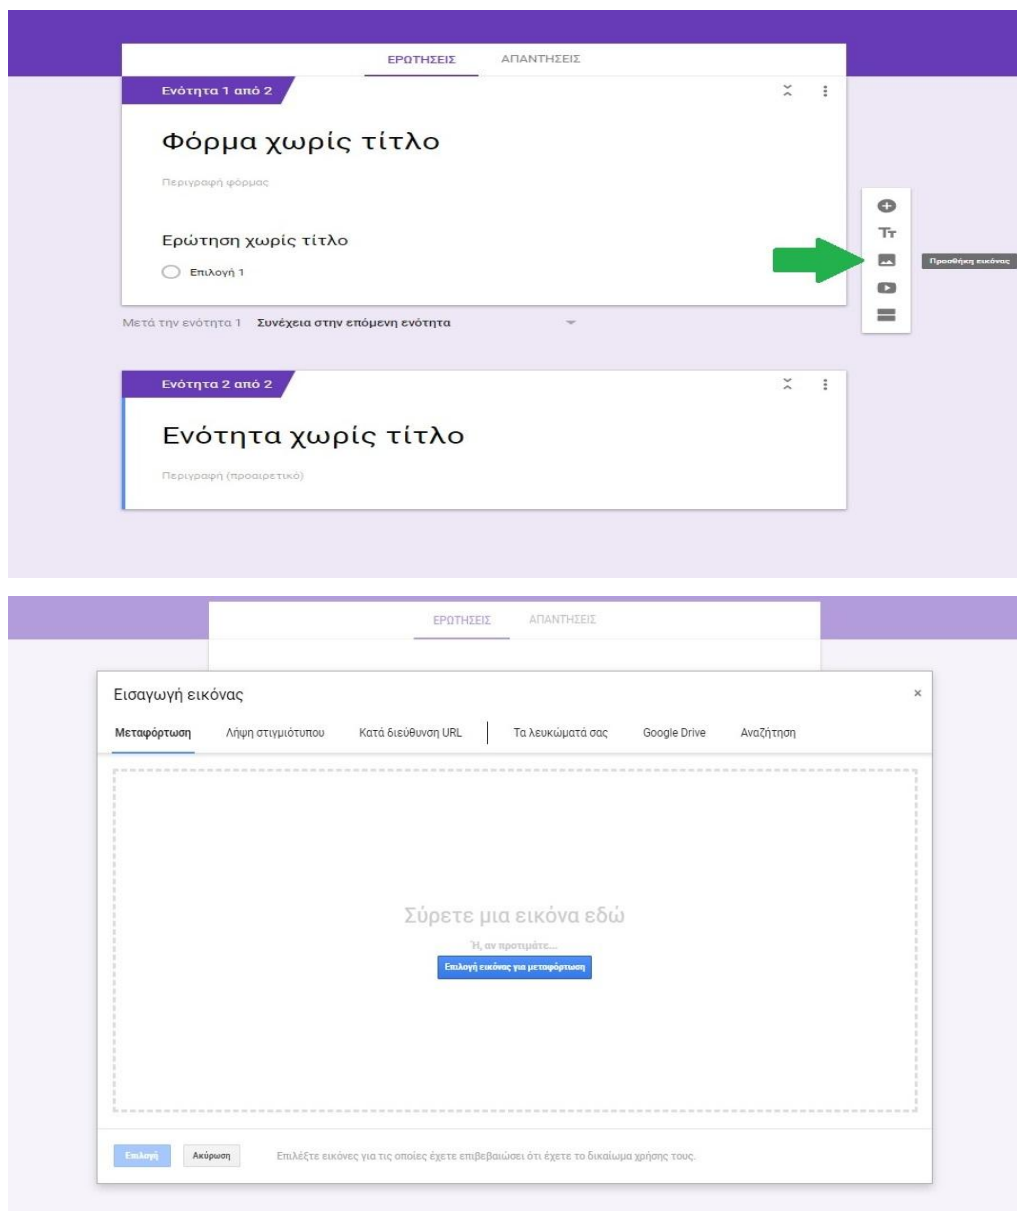 ΕΡΩΤΗΣΕΙΣ ΑΠΑΝΤΗΣΕΙΣ
Ενότητα 1 από 2
Φόρμα χωρίς τίτλο
Περιγραφή φόρμας
Ερώτηση χωρίς τίτλο
Επιλογή 1
Προσθήκη εικόνας
Μετά την ενότητα 1 Συνέχεια στην επόμενη ενότητα
Ενότητα 2 από 2
Ενότητα χωρίς τίτλο
Περιγραφή (προαιρετικό)
ΕΡΩΤΗΣΕΙΣ ΑΠΑΝΤΗΣΕΙΣ
Εισαγωγή εικόνας
Μεταφόρτωση Λήψη στιγμιότυπου Κατά διεύθυνση URL Τα λευκώματά σας Google Drive Αναζήτηση
Σύρετε μια εικόνα εδώ
Ή, αν προτιμάτε...
Επιλογή εικόνας για μεταφόρτωση
Επιλογή Ακύρωση Επιλέξτε εικόνες για τις οποίες έχετε επιβεβαιώσει ότι έχετε το δικαίωμα χρήσης τους.